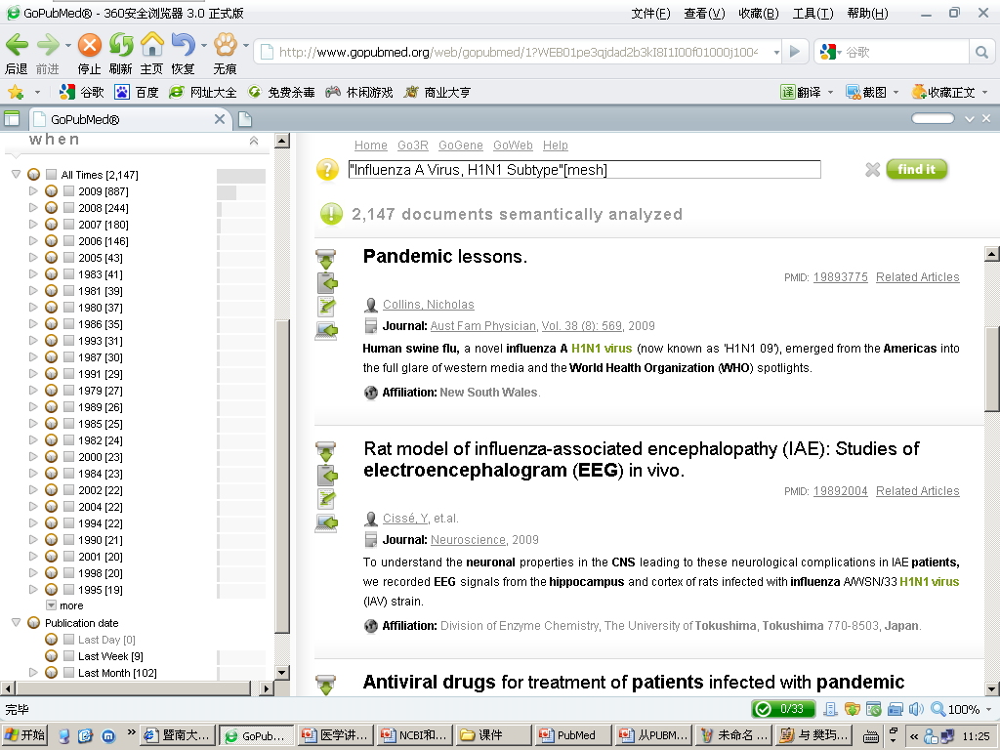 GoPubMed® - 360安全浏览器 3.0 正式版
文件(F) 查看(V) 收藏(B) 工具(T) 帮助(H)
后退 前进 停止 刷新 主页 恢复 无痕
谷歌
谷歌 百度 网址大全 免费杀毒 休闲游戏 商业大亨 翻译 截图 收藏正文
GoPubMed®
when
All Times [2,147]
2009 [887]
2008 [244]
2007 [180]
2006 [146]
2005 [43]
1983 [41]
1981 [39]
1980 [37]
1986 [35]
1993 [31]
1987 [30]
1991 [29]
1979 [27]
1989 [26]
1985 [25]
1982 [24]
2000 [23]
1984 [23]
2002 [22]
2004 [22]
1994 [22]
1990 [21]
2001 [20]
1998 [20]
1995 [19]
more
Publication date
Last Day [0]
Last Week [9]
Last Month [102]
Home Go3R GoGene GoWeb Help
"Influenza A Virus, H1N1 Subtype"[mesh] find it
2,147 documents semantically analyzed
Pandemic lessons.
PMID: 19893775 Related Articles
Collins, Nicholas
Journal: Aust Fam Physician, Vol. 38 (8): 569, 2009
Human swine flu, a novel influenza A H1N1 virus (now known as 'H1N1 09'), emerged from the Americas into
the full glare of western media and the World Health Organization (WHO) spotlights.
Affiliation: New South Wales.
Rat model of influenza-associated encephalopathy (IAE): Studies of
electroencephalogram (EEG) in vivo.
PMID: 19892004 Related Articles
Cissé, Y, et.al.
Journal: Neuroscience, 2009
To understand the neuronal properties in the CNS leading to these neurological complications in IAE patients,
we recorded EEG signals from the hippocampus and cortex of rats infected with influenza A/WSN/33 H1N1 virus
(IAV) strain.
Affiliation: Division of Enzyme Chemistry, The University of Tokushima, Tokushima 770-8503, Japan.
Antiviral drugs for treatment of patients infected with pandemic
完毕 0/33 100%
开始 暨南大... GoPub... 医学讲... NCBI和... 课件 PubMed 从PUBM... 未命名 ... 与 樊玛... 11:25